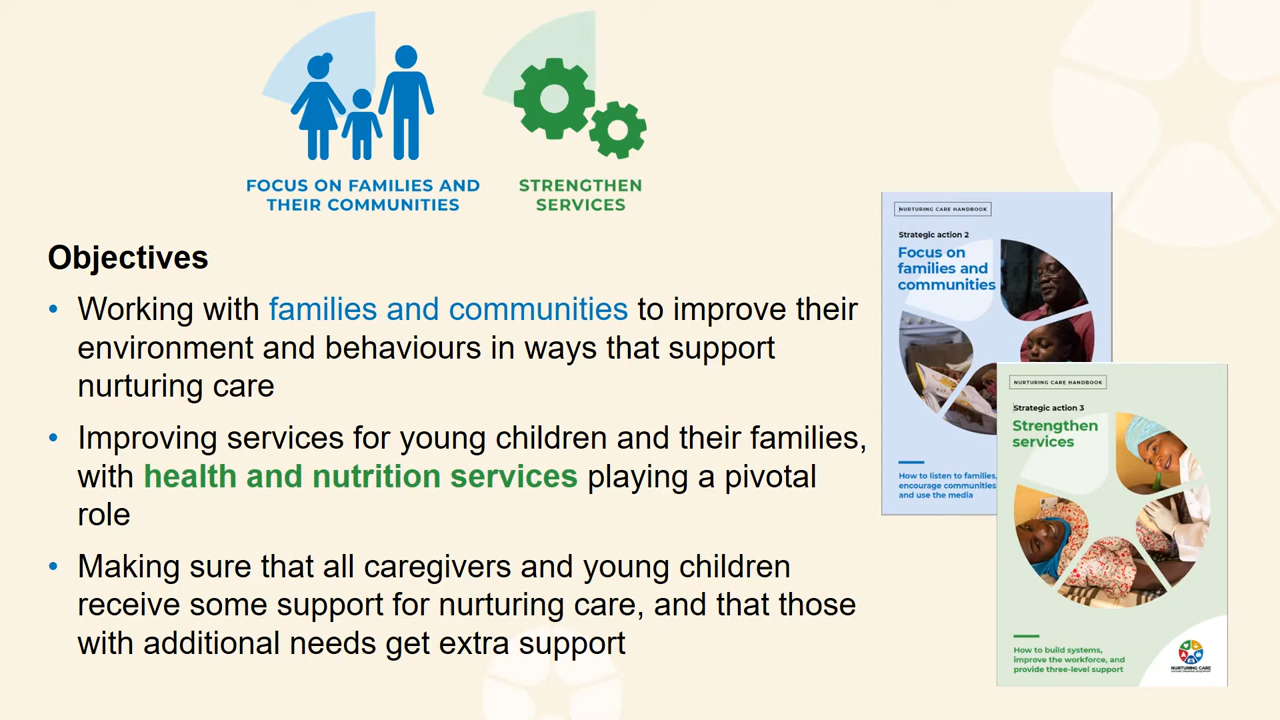 FOCUS ON FAMILIES AND
THEIR COMMUNITIES
STRENGTHEN
SERVICES
Objectives
• Working with families and communities to improve their
environment and behaviours in ways that support
nurturing care
• Improving services for young children and their families,
with health and nutrition services playing a pivotal
role
• Making sure that all caregivers and young children
receive some support for nurturing care, and that those
with additional needs get extra support
NURTURING CARE HANDBOOK
Strategic action 2
Focus on
families and
communities
How to listen to families,
encourage communities
and use the media
NURTURING CARE HANDBOOK
Strategic action 3
Strengthen
services
How to build systems,
improve the workforce, and
provide three-level support
NURTURING CARE